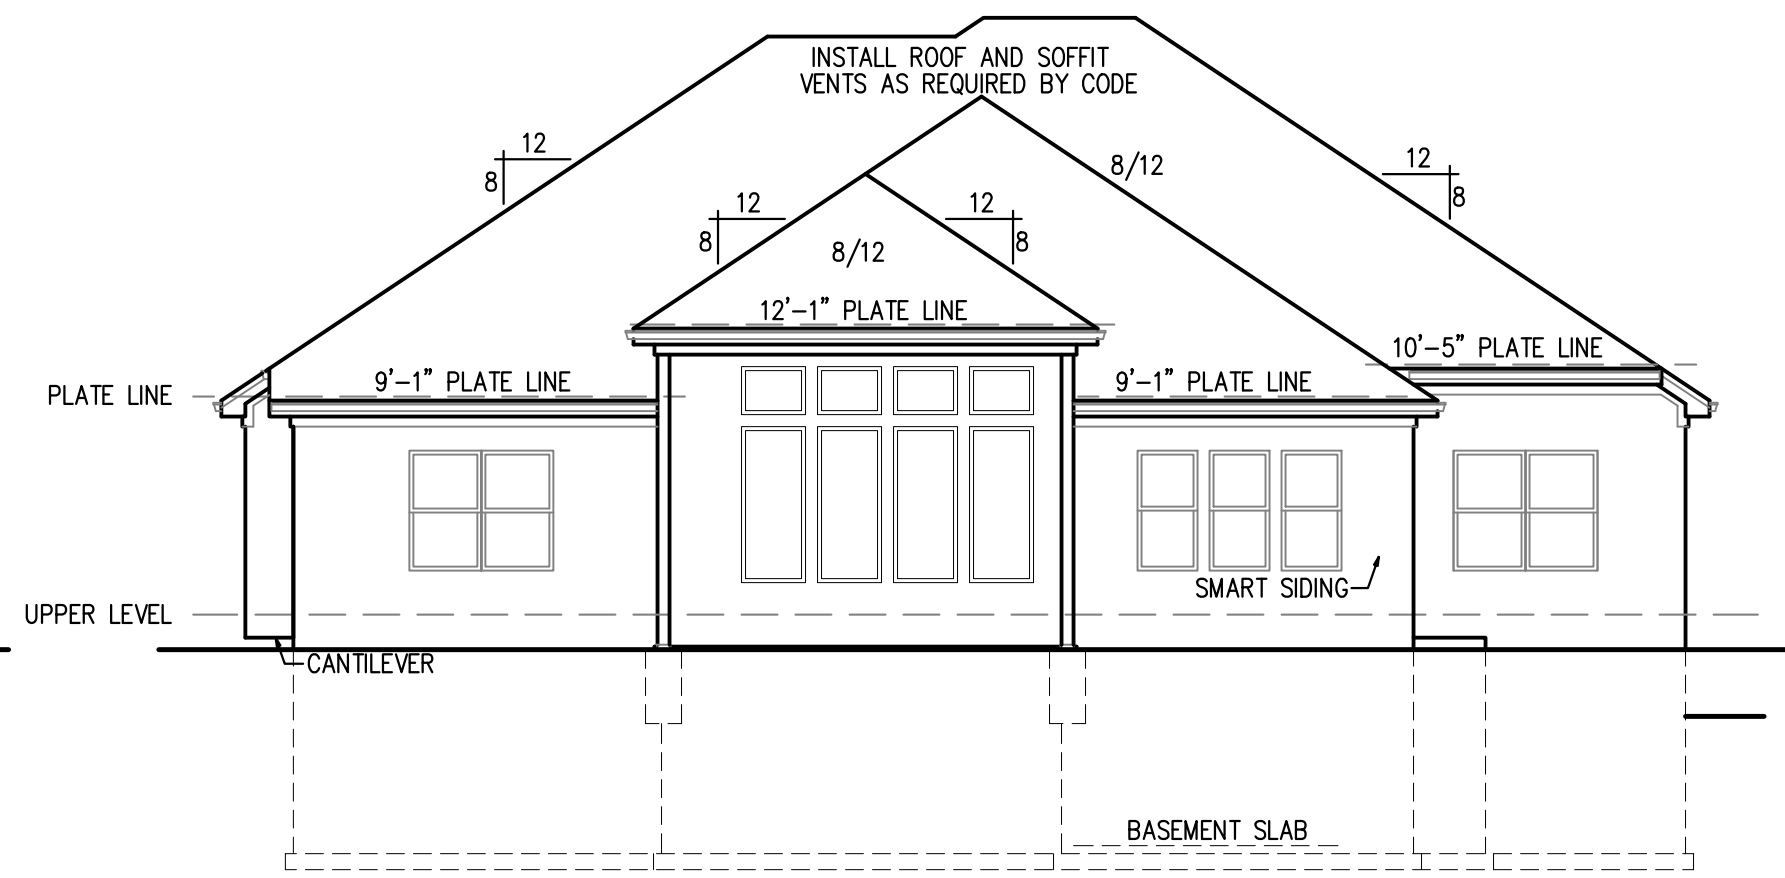 INSTALL ROOF AND SOFFIT
VENTS AS REQUIRED BY CODE
12
8
12
8
12
8
8/12
12
8
8/12
12'-1" PLATE LINE
10'-5" PLATE LINE
PLATE LINE
9'-1" PLATE LINE
9'-1" PLATE LINE
SMART SIDING
UPPER LEVEL
CANTILEVER
BASEMENT SLAB